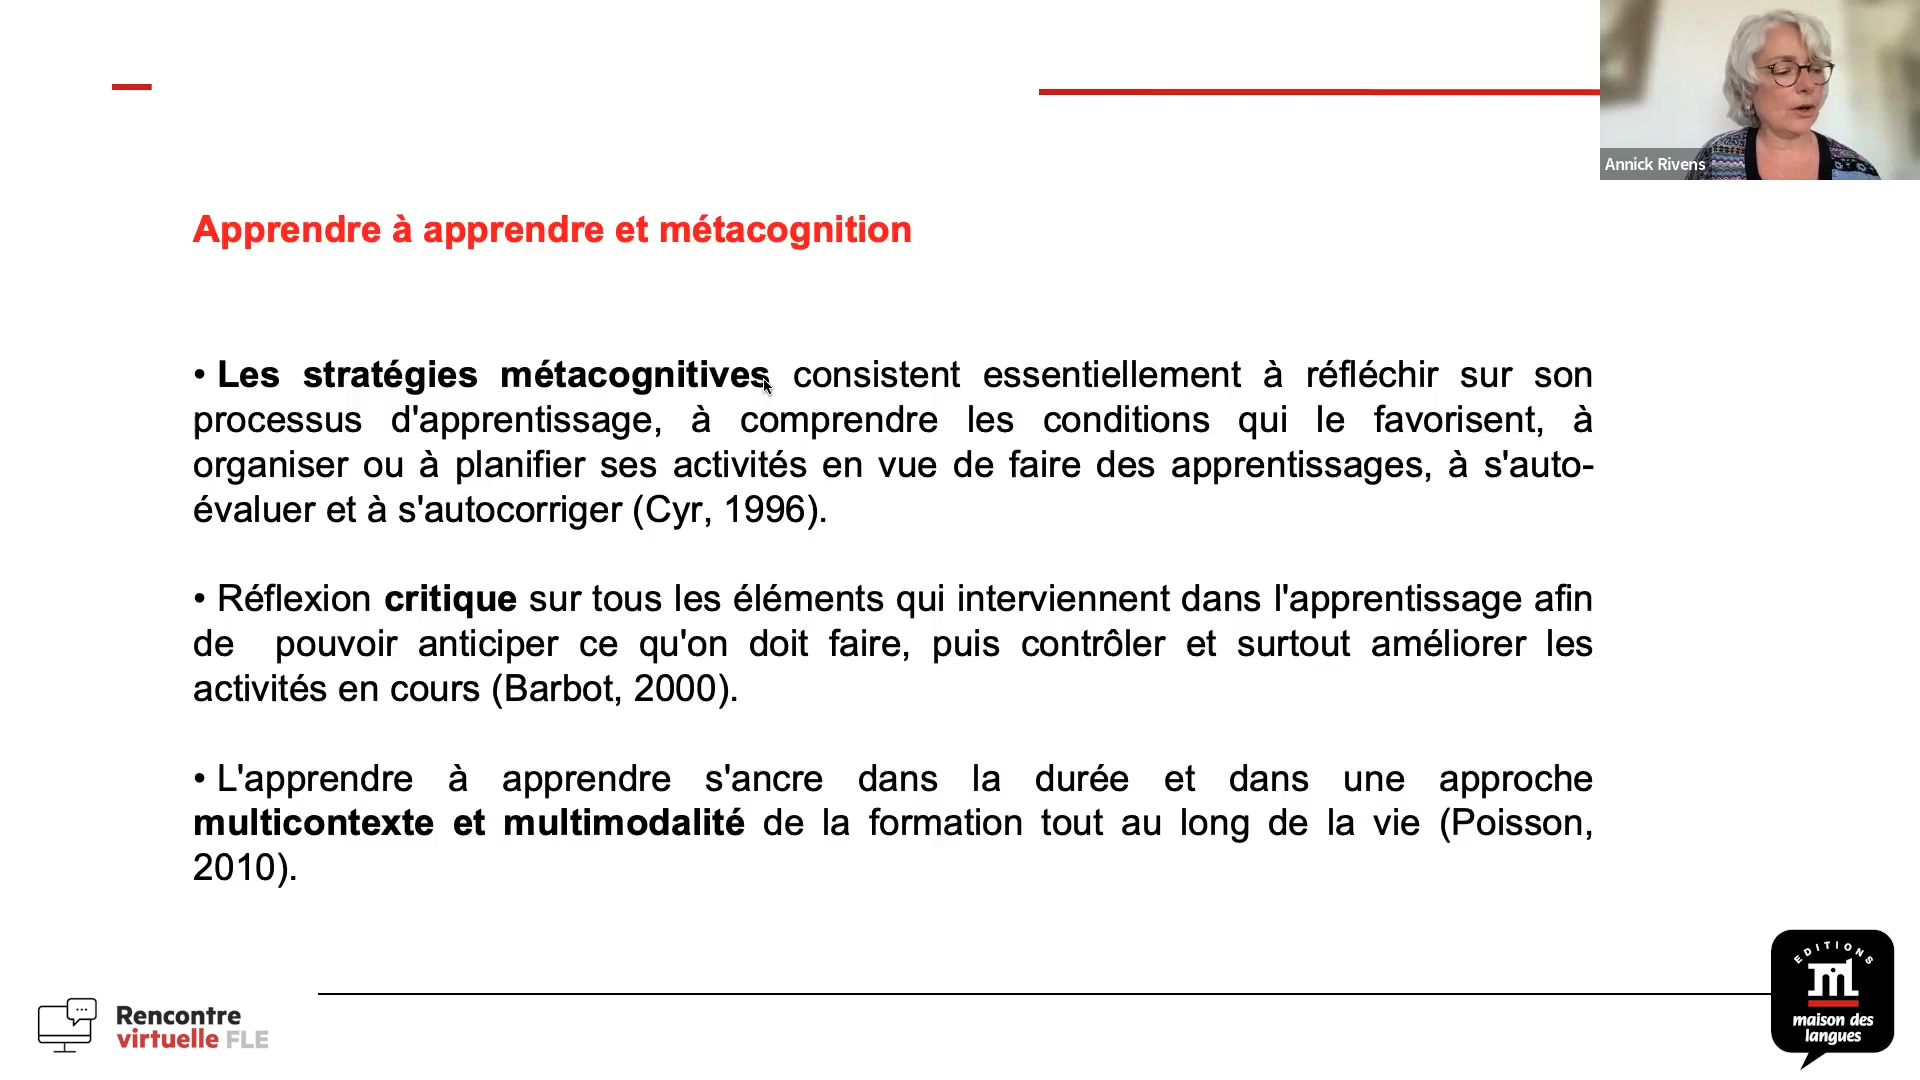 Annick Rivens
Apprendre à apprendre et métacognition
• Les stratégies métacognitives consistent essentiellement à réfléchir sur son
processus d'apprentissage, à comprendre les conditions qui le favorisent, à
organiser ou à planifier ses activités en vue de faire des apprentissages, à s'auto-
évaluer et à s'autocorriger (Cyr, 1996).
• Réflexion critique sur tous les éléments qui interviennent dans l'apprentissage afin
de pouvoir anticiper ce qu'on doit faire, puis contrôler et surtout améliorer les
activités en cours (Barbot, 2000).
• L'apprendre à apprendre s'ancre dans la durée et dans une approche
multicontexte et multimodalité de la formation tout au long de la vie (Poisson,
2010).
Rencontre
virtuelle FLE
EDITIONS
maison des
langues